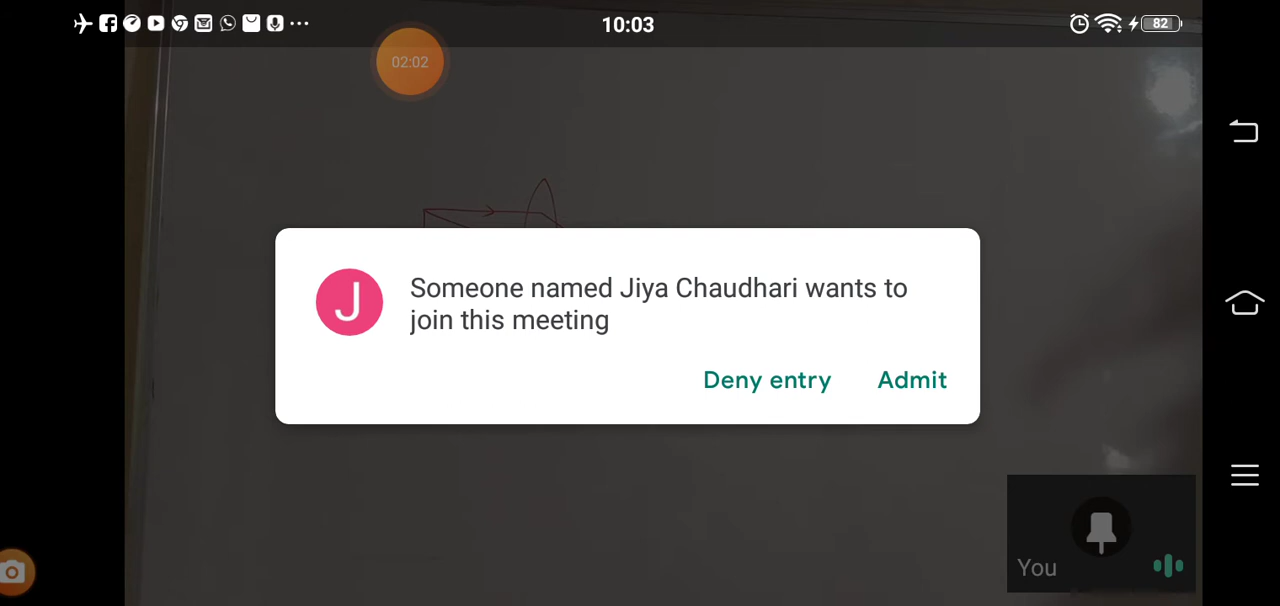 10:03
82
02:02
J
Someone named Jiya Chaudhari wants to
join this meeting
Deny entry
Admit
You